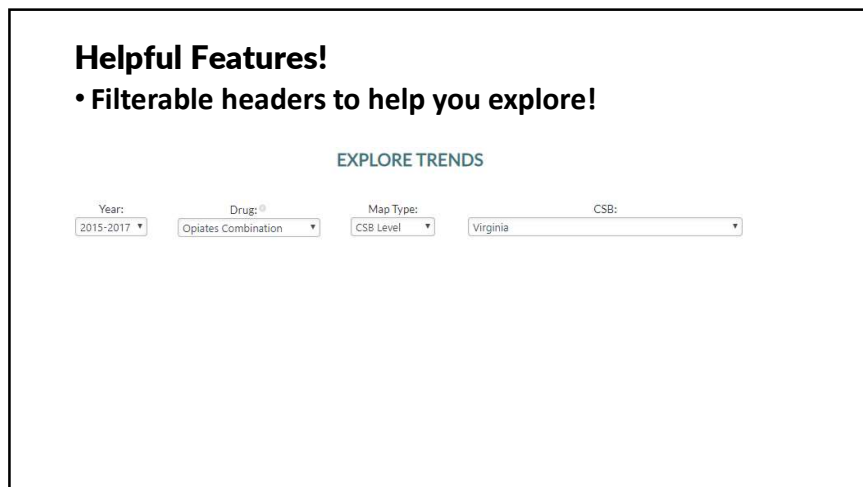 Helpful Features!
• Filterable headers to help you explore!
EXPLORE TRENDS
Year: Drug: Map Type: CSB:
2015-2017 Opiates Combination CSB Level Virginia